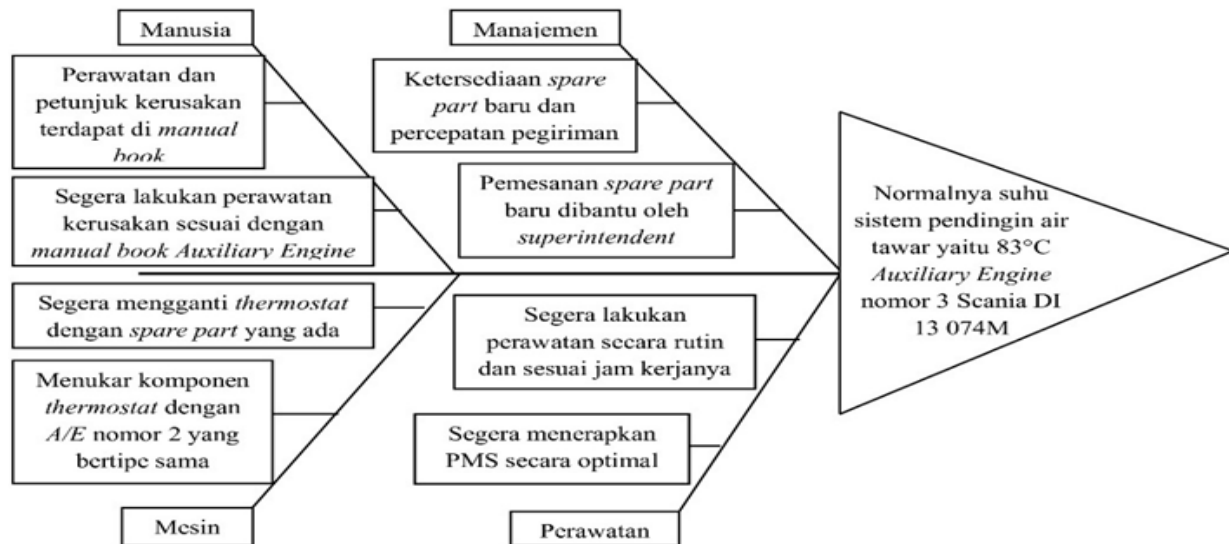 Manusia
Perawatan dan
petunjuk kerusakan
terdapat di manual
book
Segera lakukan perawatan
kerusakan sesuai dengan
manual book Auxiliary Engine
Manajemen
Ketersediaan spare
part baru dan
percepatan pegiriman
Pemesanan spare part
baru dibantu oleh
superintendent
Normalnya suhu
sistem pendingin air
tawar yaitu 83°C
Auxiliary Engine
nomor 3 Scania DI
13 074M
Segera mengganti thermostat
dengan spare part yang ada
Menukar komponen
thermostat dengan
A/E nomor 2 yang
bertipe sama
Mesin
Segera lakukan
perawatan secara rutin
dan sesuai jam kerjanya
Segera menerapkan
PMS secara optimal
Perawatan